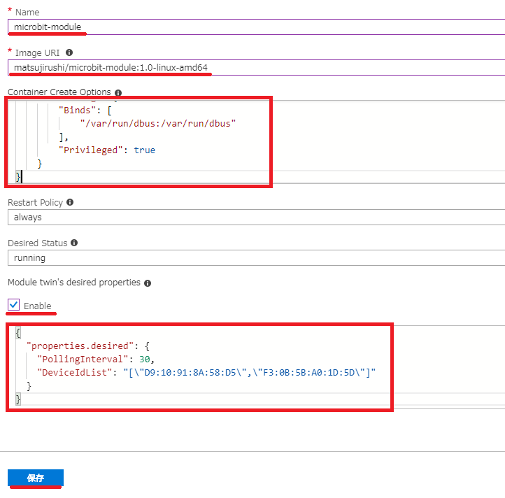 * Name
microbit-module
* Image URI
matsujirushi/microbit-module:1.0-linux-amd64
Container Create Options
"Binds": [
"/var/run/dbus:/var/run/dbus"
],
"Privileged": true
}
}
Restart Policy
always
Desired Status
running
Module twin's desired properties
Enable
{
"properties.desired": {
"PollingInterval": 30,
"DeviceIdList": "[\"D9:10:91:8A:58:D5\",\"F3:0B:5B:A0:1D:5D\"]"
}
}
保存